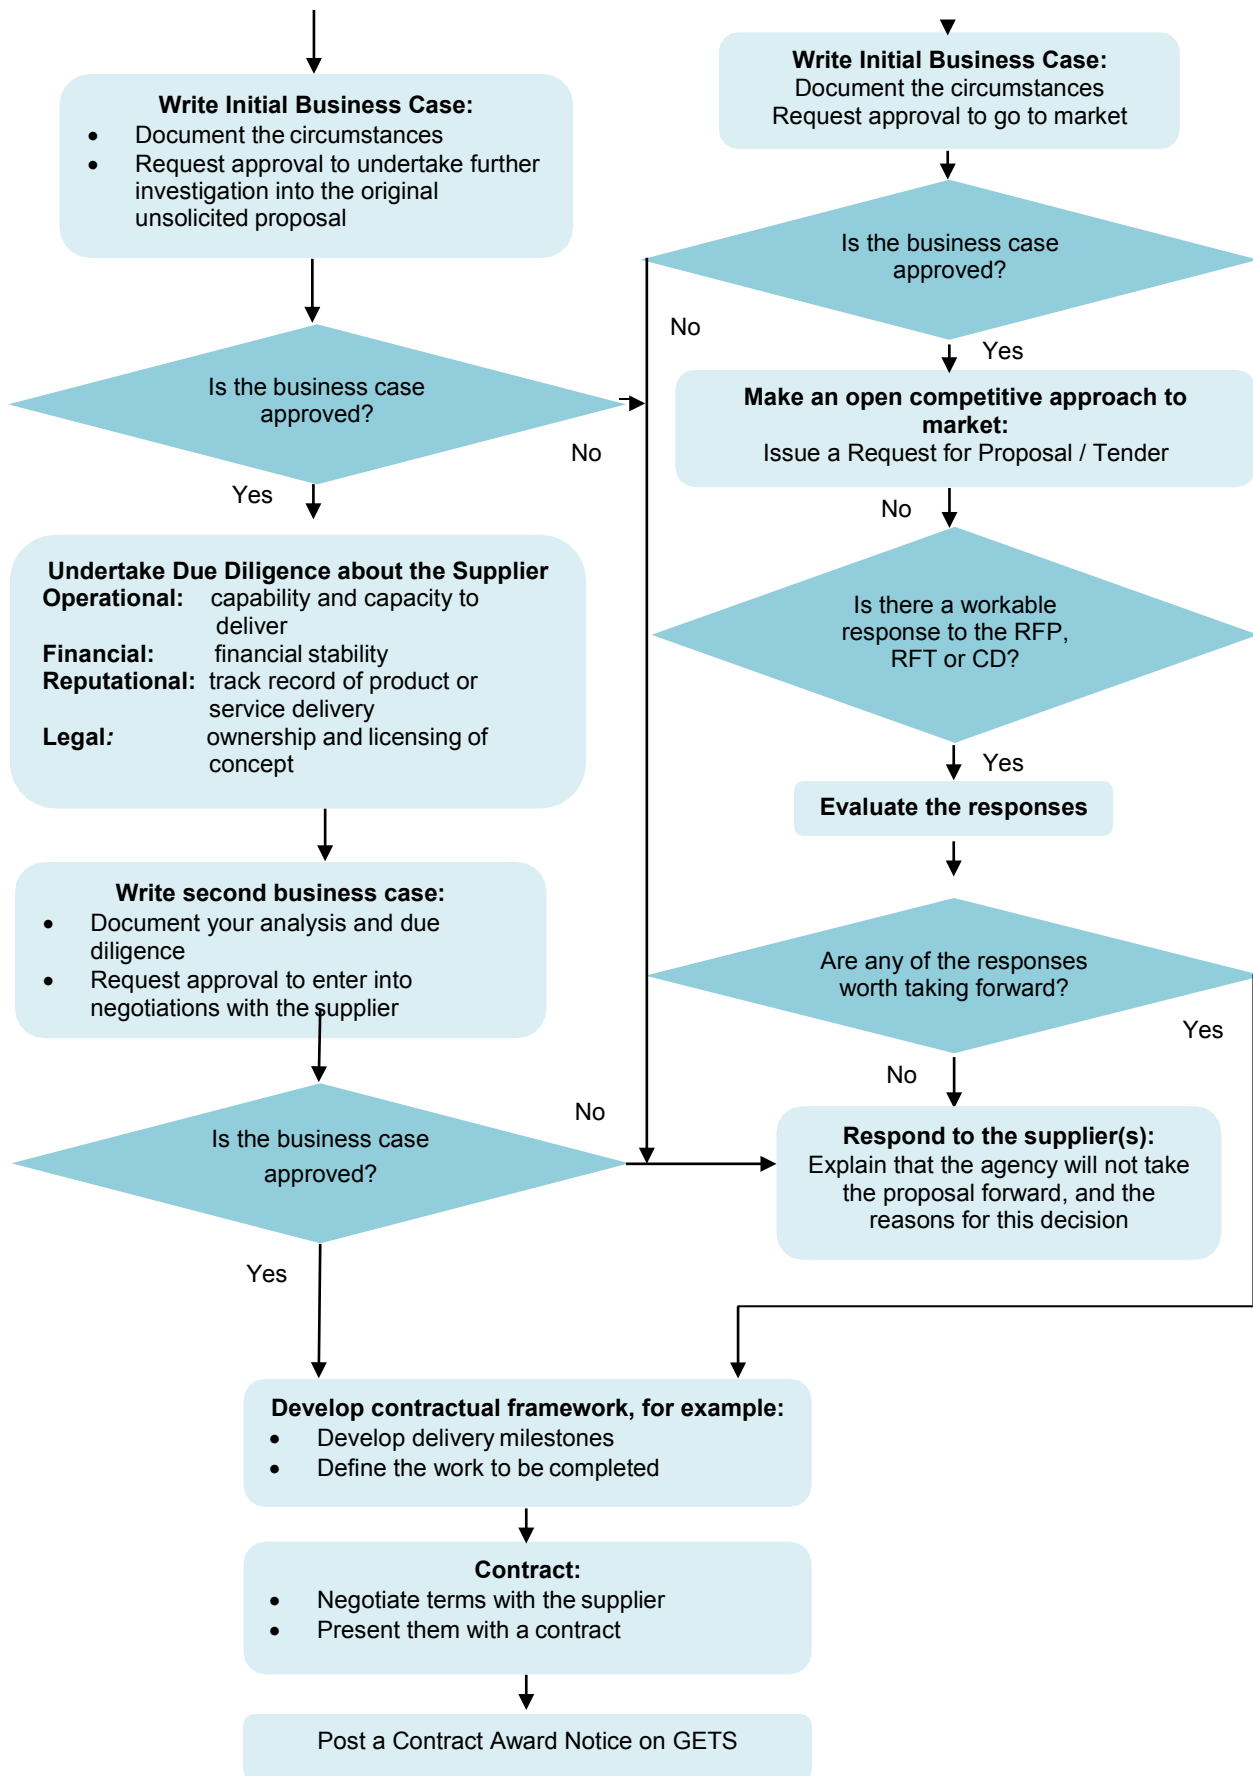 Write Initial Business Case:
• Document the circumstances
• Request approval to undertake further
investigation into the original
unsolicited proposal
Is the business case
approved?
No
Yes
Undertake Due Diligence about the Supplier
Operational: capability and capacity to
deliver
Financial: financial stability
Reputational: track record of product or
service delivery
Legal: ownership and licensing of
concept
Write second business case:
• Document your analysis and due
diligence
• Request approval to enter into
negotiations with the supplier
Is the business case
approved?
No
Yes
Write Initial Business Case:
Document the circumstances
Request approval to go to market
Is the business case
approved?
No
Yes
Make an open competitive approach to
market:
Issue a Request for Proposal / Tender
No
Is there a workable
response to the RFP,
RFT or CD?
Yes
Evaluate the responses
Are any of the responses
worth taking forward?
Yes
No
Respond to the supplier(s):
Explain that the agency will not take
the proposal forward, and the
reasons for this decision
Develop contractual framework, for example:
• Develop delivery milestones
• Define the work to be completed
Contract:
• Negotiate terms with the supplier
• Present them with a contract
Post a Contract Award Notice on GETS